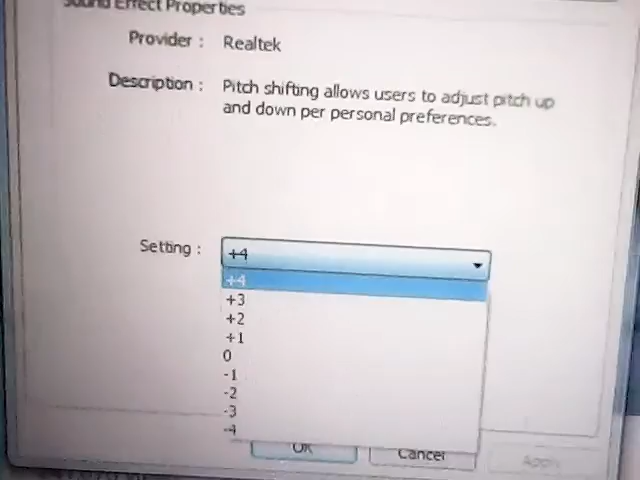 Sound Effect Properties
Provider : Realtek
Description : Pitch shifting allows users to adjust pitch up
and down per personal preferences.
Setting : +4
+4
+3
+2
+1
0
-1
-2
-3
-4
OK Cancel Apply